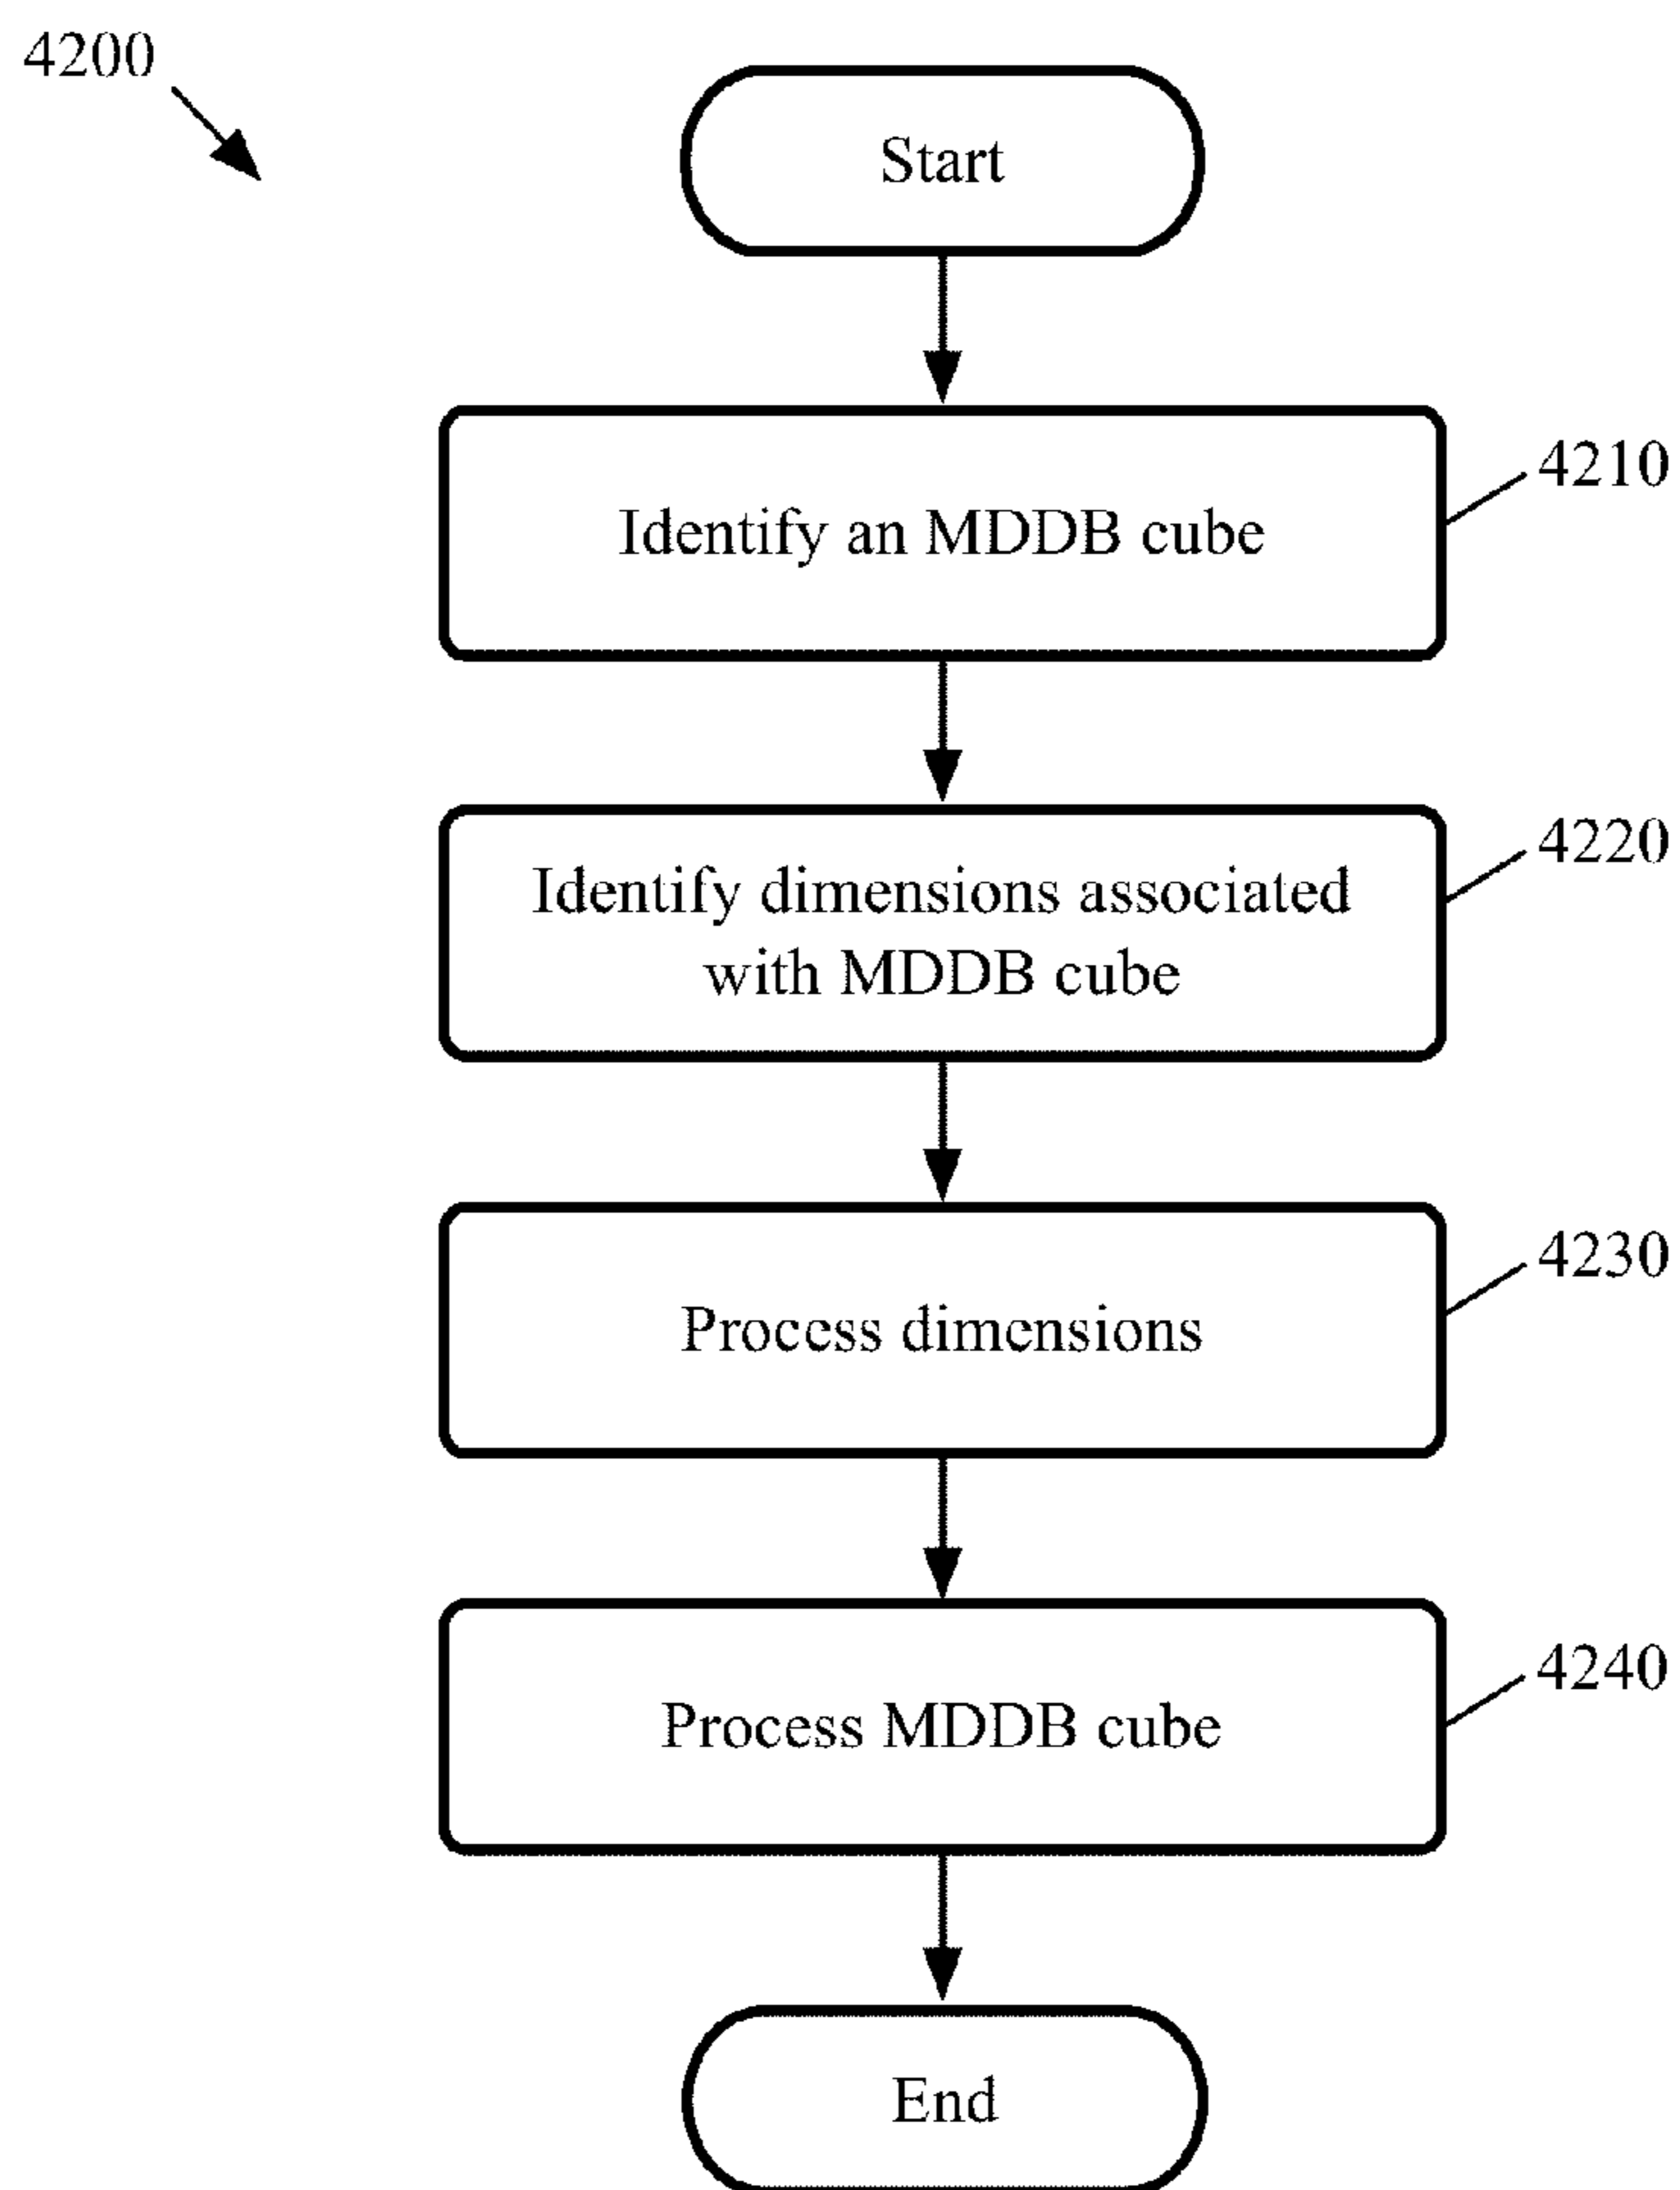 4200
Start
Identify an MDDB cube
4210
Identify dimensions associated
with MDDB cube
4220
Process dimensions
4230
Process MDDB cube
4240
End